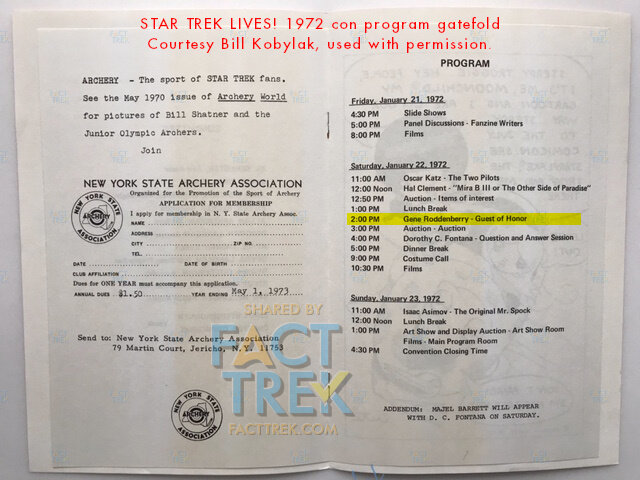 STAR TREK LIVES! 1972 con program gatefold
Courtesy Bill Kobylak, used with permission.
ARCHERY - The sport of STAR TREK fans.
See the May 1970 issue of Archery World
for pictures of Bill Shatner and the
Junior Olympic Archers.
Join
NEW YORK STATE ARCHERY ASSOCIATION
Organized for the Promotion of the Sport of Archery
APPLICATION FOR MEMBERSHIP
I apply for membership in N. Y. State Archery Assoc.
NEW YORK STATE
ARCHERY
ASSOCIATION
NAME
ADDRESS
CITY ZIP NO.
TEL.
DATE DATE OF BIRTH
CLUB AFFILIATION
Dues for ONE YEAR must accompany this application.
ANNUAL DUES $1.50 YEAR ENDING May 1, 1973
Send to: New York State Archery Association
79 Martin Court, Jericho, N. Y. 11753
NEW YORK STATE
ARCHERY
ASSOCIATION
PROGRAM
Friday, January 21, 1972
4:30 PM Slide Shows
5:00 PM Panel Discussions - Fanzine Writers
8:00 PM Films
Saturday, January 22, 1972
11:00 AM Oscar Katz - The Two Pilots
12:00 Noon Hal Clement - "Mira B III or The Other Side of Paradise"
12:50 PM Auction - Items of interest
1:00 PM Lunch Break
2:00 PM Gene Roddenberry - Guest of Honor
3:00 PM Auction - Auction
4:00 PM Dorothy C. Fontana - Question and Answer Session
5:00 PM Dinner Break
9:00 PM Costume Call
10:30 PM Films
Sunday, January 23, 1972
11:00 AM Isaac Asimov - The Original Mr. Spock
12:00 Noon Lunch Break
1:00 PM Art Show and Display Auction - Art Show Room
Films - Main Program Room
4:30 PM Convention Closing Time
ADDENDUM: MAJEL BARRETT WILL APPEAR
WITH D. C. FONTANA ON SATURDAY.
SHARED BY
FACT
TREK
FACTTREK.COM